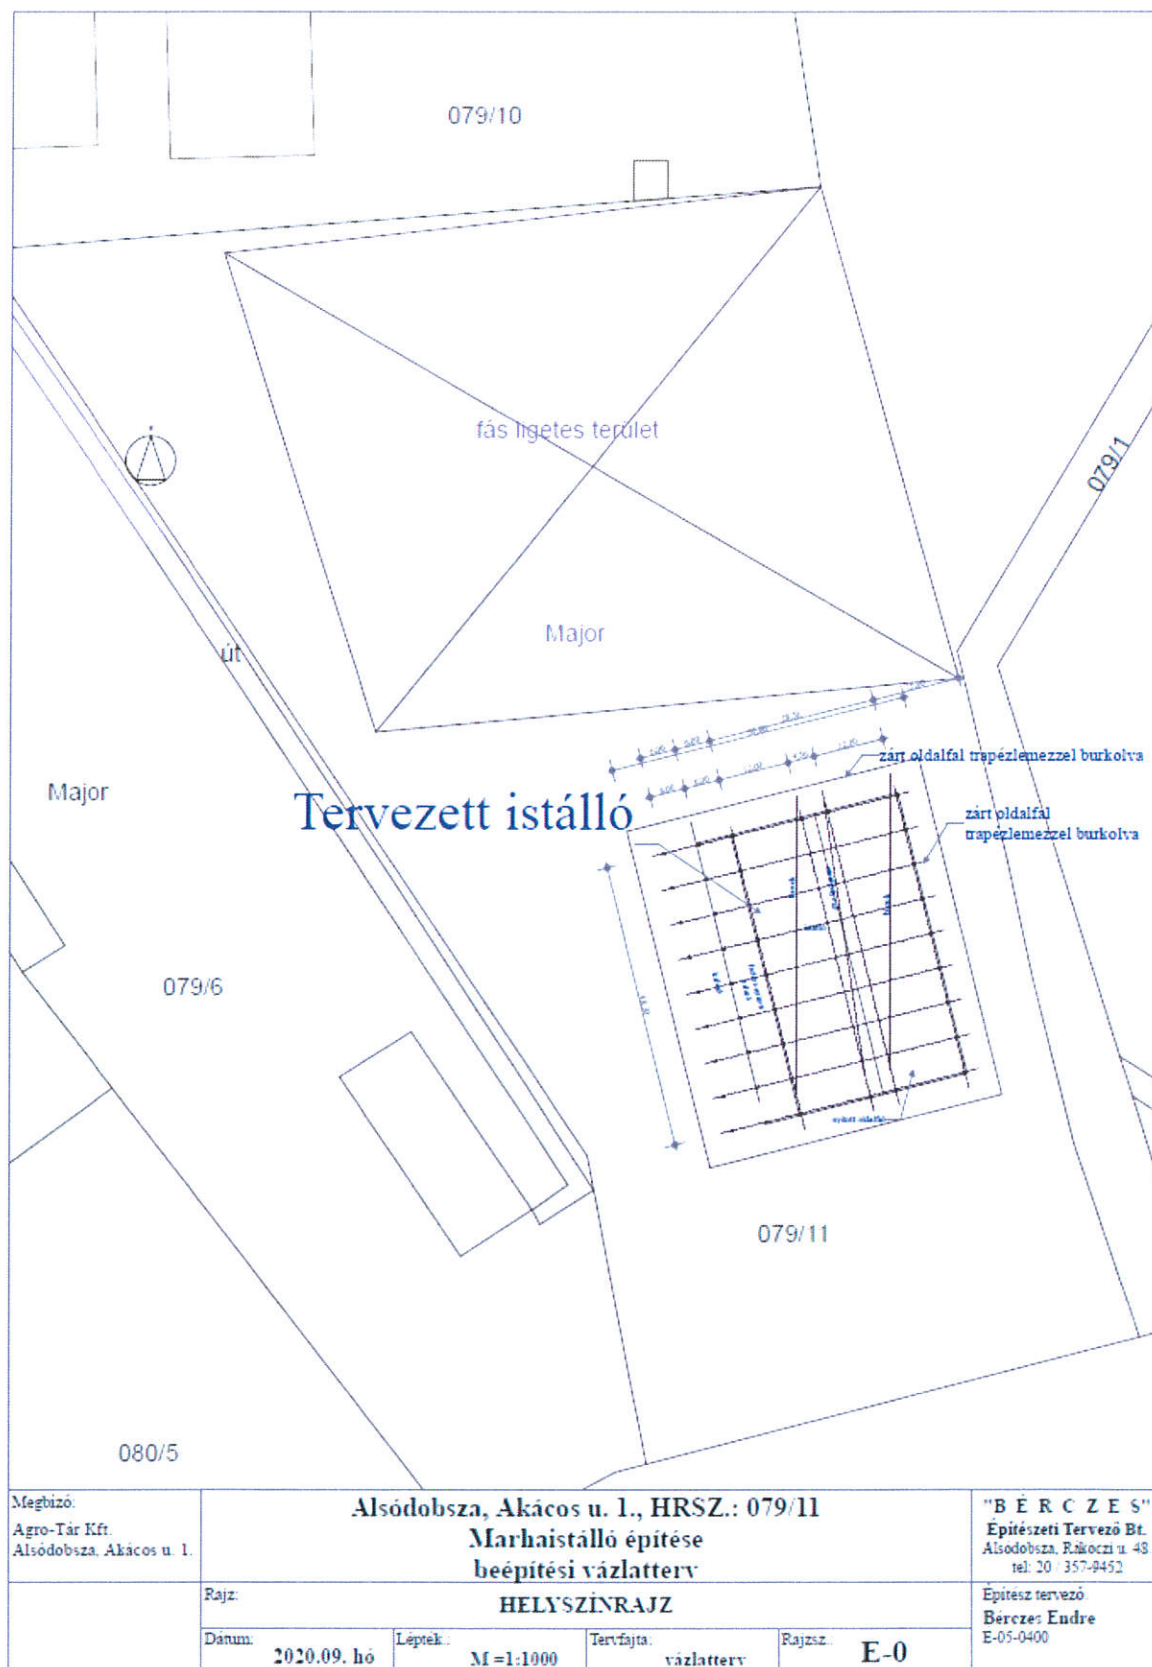 079/10
fás ligetes terület
079/1
Major
út
zárt oldalfal trapézlemezzel burkolva
Major
Tervezett istálló
zárt oldalfal
trapézlemezzel burkolva
079/6
nyitott oldalfal
079/11
080/5
Megbízó:
Agro-Tár Kft.
Alsódobsza, Akácos u. 1.
Alsódobsza, Akácos u. 1., HRSZ.: 079/11
Marhaistálló építése
beépítési vázlatterv
"B É R C Z E S"
Építészeti Tervező Bt.
Alsódobsza, Rákóczi u. 48.
tel: 20 / 357-9452
Rajz:
HELYSZÍNRAJZ
Építész tervező:
Bérczes Endre
E-05-0400
Dátum:
2020.09. hó
Lépték.:
M =1:1000
Tervfajta:
vázlatterv
Rajzsz.:
E-0